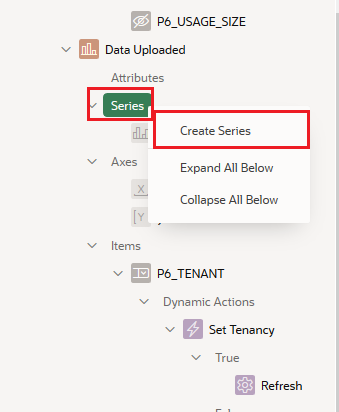 P6_USAGE_SIZE
Data Uploaded
Attributes
Series
Create Series
Expand All Below
Collapse All Below
Axes
Items
P6_TENANT
Dynamic Actions
Set Tenancy
True
Refresh